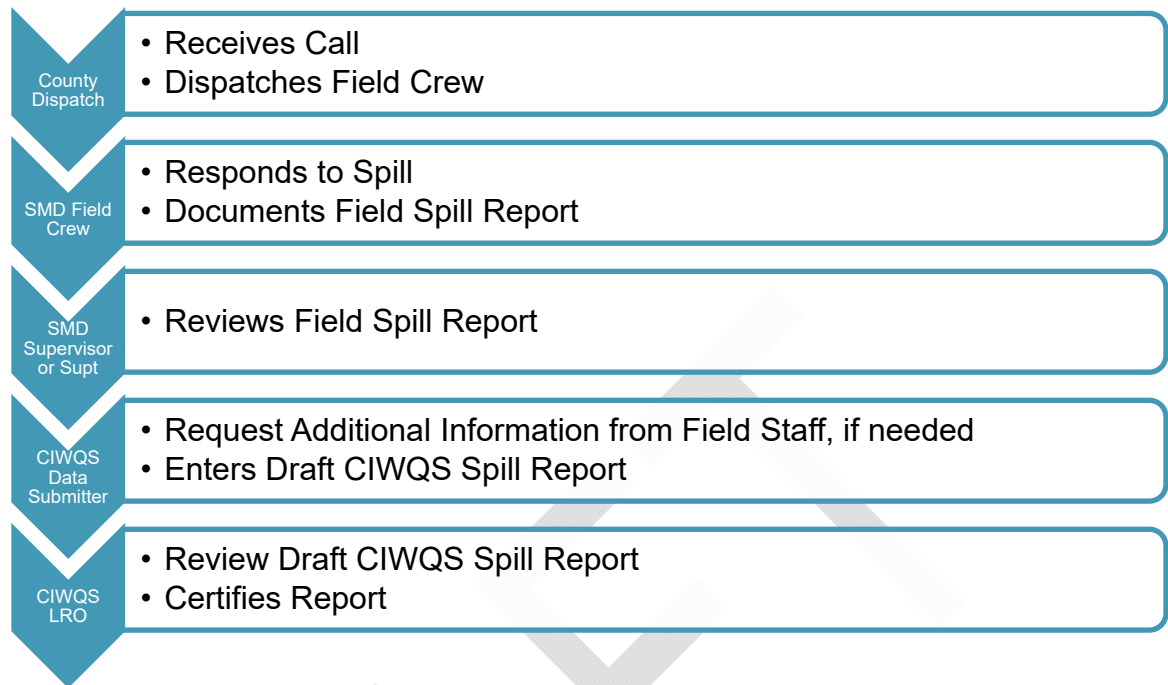 County
Dispatch
• Receives Call
• Dispatches Field Crew
SMD Field
Crew
• Responds to Spill
• Documents Field Spill Report
SMD
Supervisor
or Supt
• Reviews Field Spill Report
CIWQS
Data
Submitter
• Request Additional Information from Field Staff, if needed
• Enters Draft CIWQS Spill Report
CIWQS
LRO
• Review Draft CIWQS Spill Report
• Certifies Report